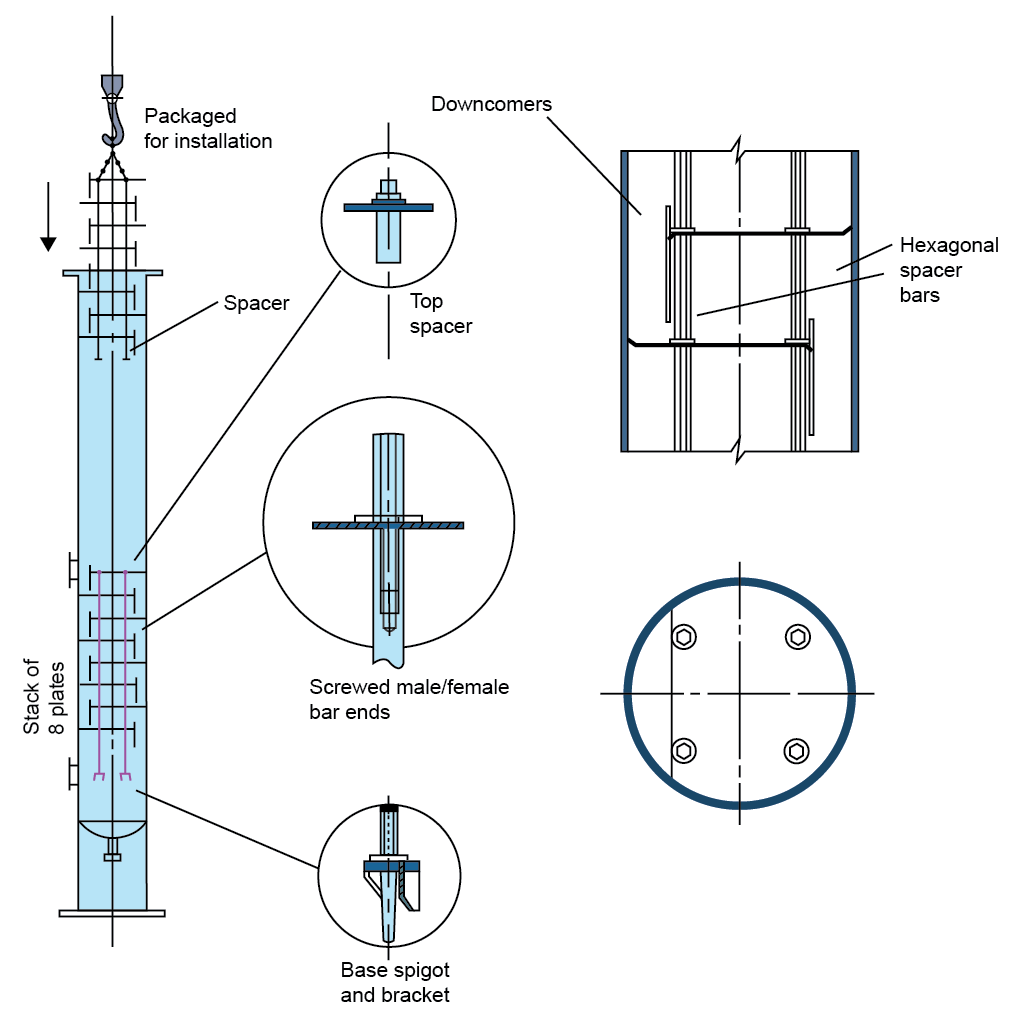 Packaged
for installation
Downcomers
Hexagonal
spacer
bars
Spacer
Top
spacer
Screwed male/female
bar ends
Stack of
8 plates
Base spigot
and bracket